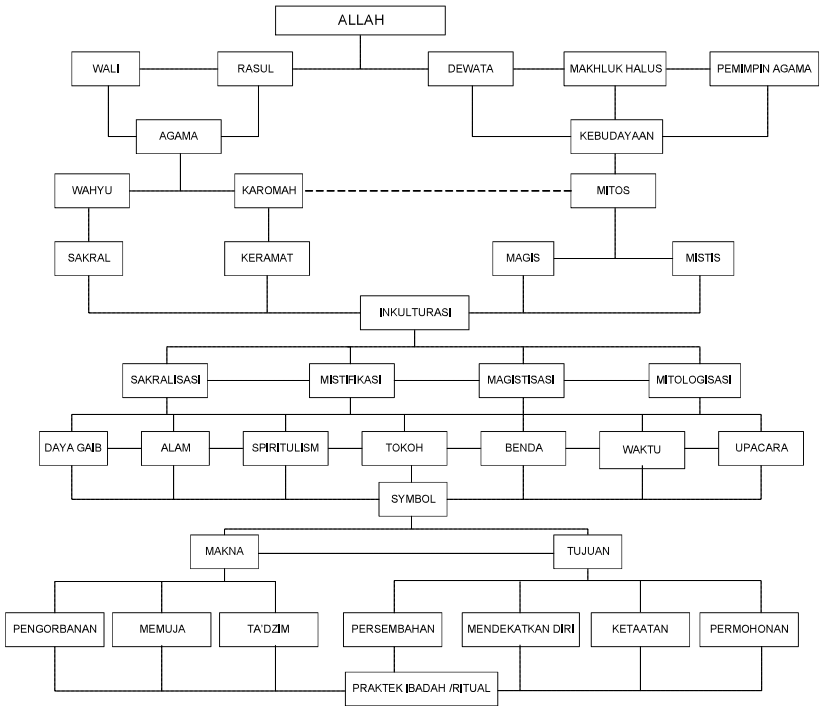 ALLAH
WALI RASUL DEWATA MAKHLUK HALUS PEMIMPIN AGAMA
AGAMA KEBUDAYAAN
WAHYU KAROMAH MITOS
SAKRAL KERAMAT MAGIS MISTIS
INKULTURASI
SAKRALISASI MISTIFIKASI MAGISTISASI MITOLOGISASI
DAYA GAIB ALAM SPIRITULISM TOKOH BENDA WAKTU UPACARA
SYMBOL
MAKNA TUJUAN
PENGORBANAN MEMUJA TA'DZIM PERSEMBAHAN MENDEKATKAN DIRI KETAATAN PERMOHONAN
PRAKTEK IBADAH /RITUAL